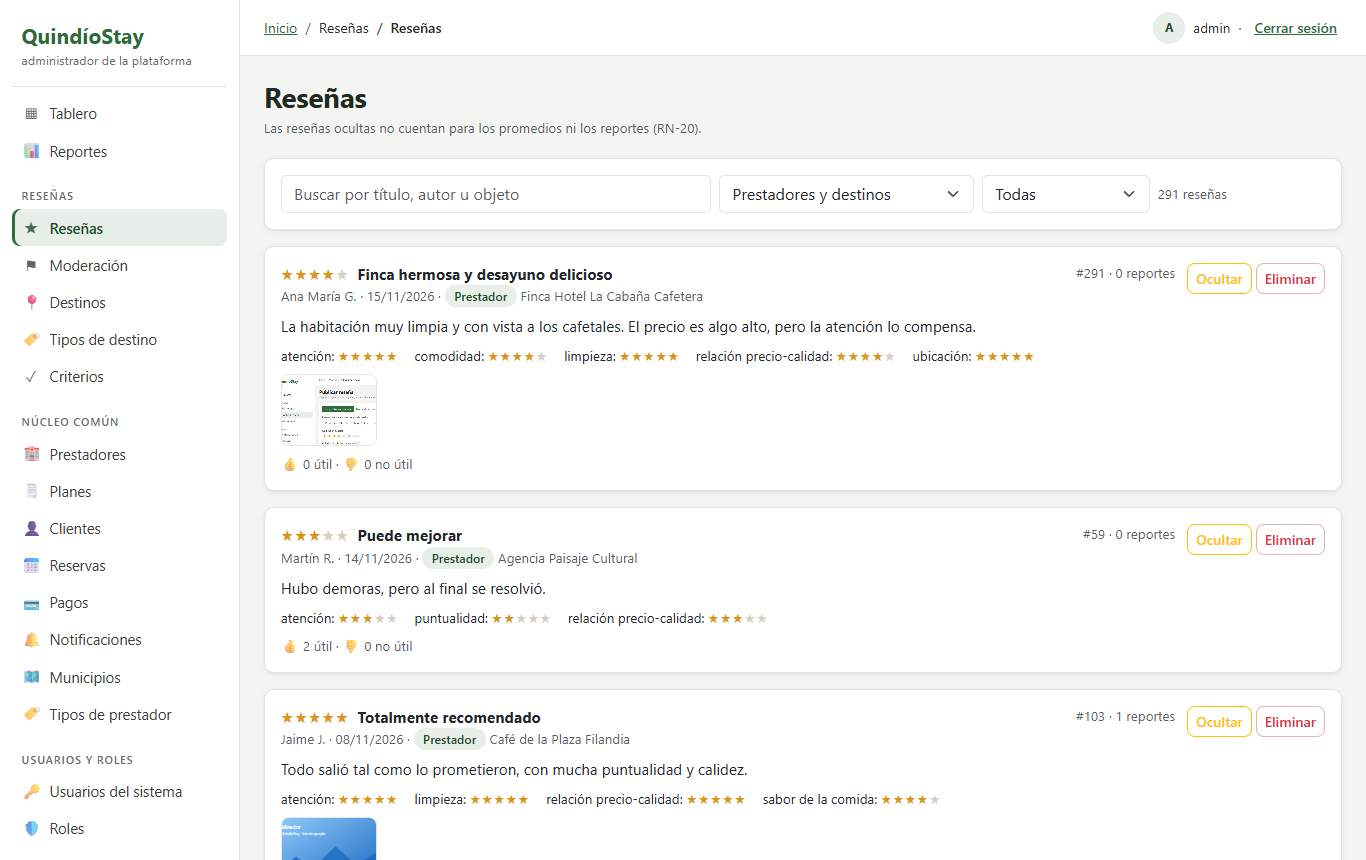 QuindíoStay
administrador de la plataforma
Tablero
Reportes
RESEÑAS
Reseñas
Moderación
Destinos
Tipos de destino
Criterios
NÚCLEO COMÚN
Prestadores
Planes
Clientes
Reservas
Pagos
Notificaciones
Municipios
Tipos de prestador
USUARIOS Y ROLES
Usuarios del sistema
Roles
Inicio / Reseñas / Reseñas
A admin · Cerrar sesión
Reseñas
Las reseñas ocultas no cuentan para los promedios ni los reportes (RN-20).
Buscar por título, autor u objeto
Prestadores y destinos
Todas
291 reseñas
Finca hermosa y desayuno delicioso
#291 · 0 reportes
Ocultar
Eliminar
Ana María G. · 15/11/2026 · Prestador Finca Hotel La Cabaña Cafetera
La habitación muy limpia y con vista a los cafetales. El precio es algo alto, pero la atención lo compensa.
atención: ★★★★★ comodidad: ★★★★★ limpieza: ★★★★★ relación precio-calidad: ★★★★★ ubicación: ★★★★★
Publicar reseña
0 útil · 0 no útil
Puede mejorar
#59 · 0 reportes
Ocultar
Eliminar
Martín R. · 14/11/2026 · Prestador Agencia Paisaje Cultural
Hubo demoras, pero al final se resolvió.
atención: ★★★★★ puntualidad: ★★★★★ relación precio-calidad: ★★★★★
2 útil · 0 no útil
Totalmente recomendado
#103 · 1 reportes
Ocultar
Eliminar
Jaime J. · 08/11/2026 · Prestador Café de la Plaza Filandia
Todo salió tal como lo prometieron, con mucha puntualidad y calidez.
atención: ★★★★★ limpieza: ★★★★★ relación precio-calidad: ★★★★★ sabor de la comida: ★★★★★
Mirador